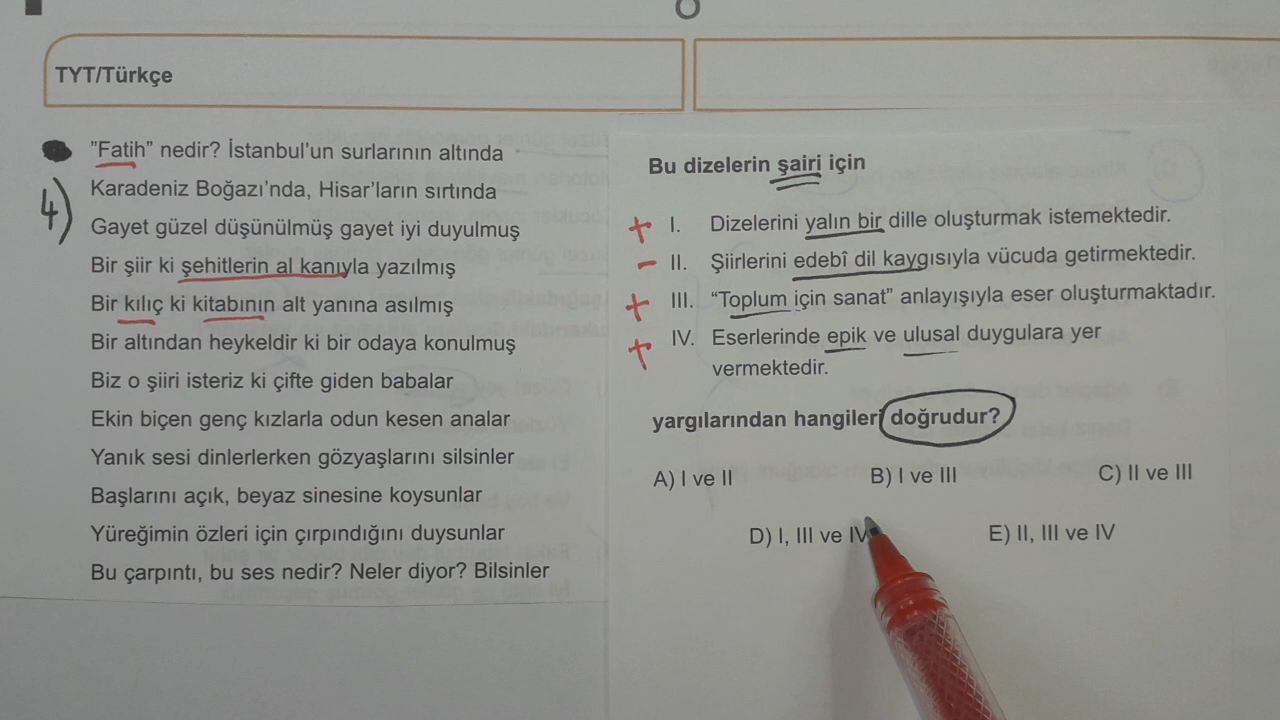 TYT/Türkçe
4)
"Fatih" nedir? İstanbul'un surlarının altında
Karadeniz Boğazı'nda, Hisar'ların sırtında
Gayet güzel düşünülmüş gayet iyi duyulmuş
Bir şiir ki şehitlerin al kanıyla yazılmış
Bir kılıç ki kitabının alt yanına asılmış
Bir altından heykeldir ki bir odaya konulmuş
Biz o şiiri isteriz ki çifte giden babalar
Ekin biçen genç kızlarla odun kesen analar
Yanık sesi dinlerlerken gözyaşlarını silsinler
Başlarını açık, beyaz sinesine koysunlar
Yüreğimin özleri için çırpındığını duysunlar
Bu çarpıntı, bu ses nedir? Neler diyor? Bilsinler
Bu dizelerin şairi için
+ I. Dizelerini yalın bir dille oluşturmak istemektedir.
- II. Şiirlerini edebî dil kaygısıyla vücuda getirmektedir.
+ III. "Toplum için sanat" anlayışıyla eser oluşturmaktadır.
+ IV. Eserlerinde epik ve ulusal duygulara yer
vermektedir.
yargılarından hangileri doğrudur?
A) I ve II B) I ve III C) II ve III
D) I, III ve IV E) II, III ve IV